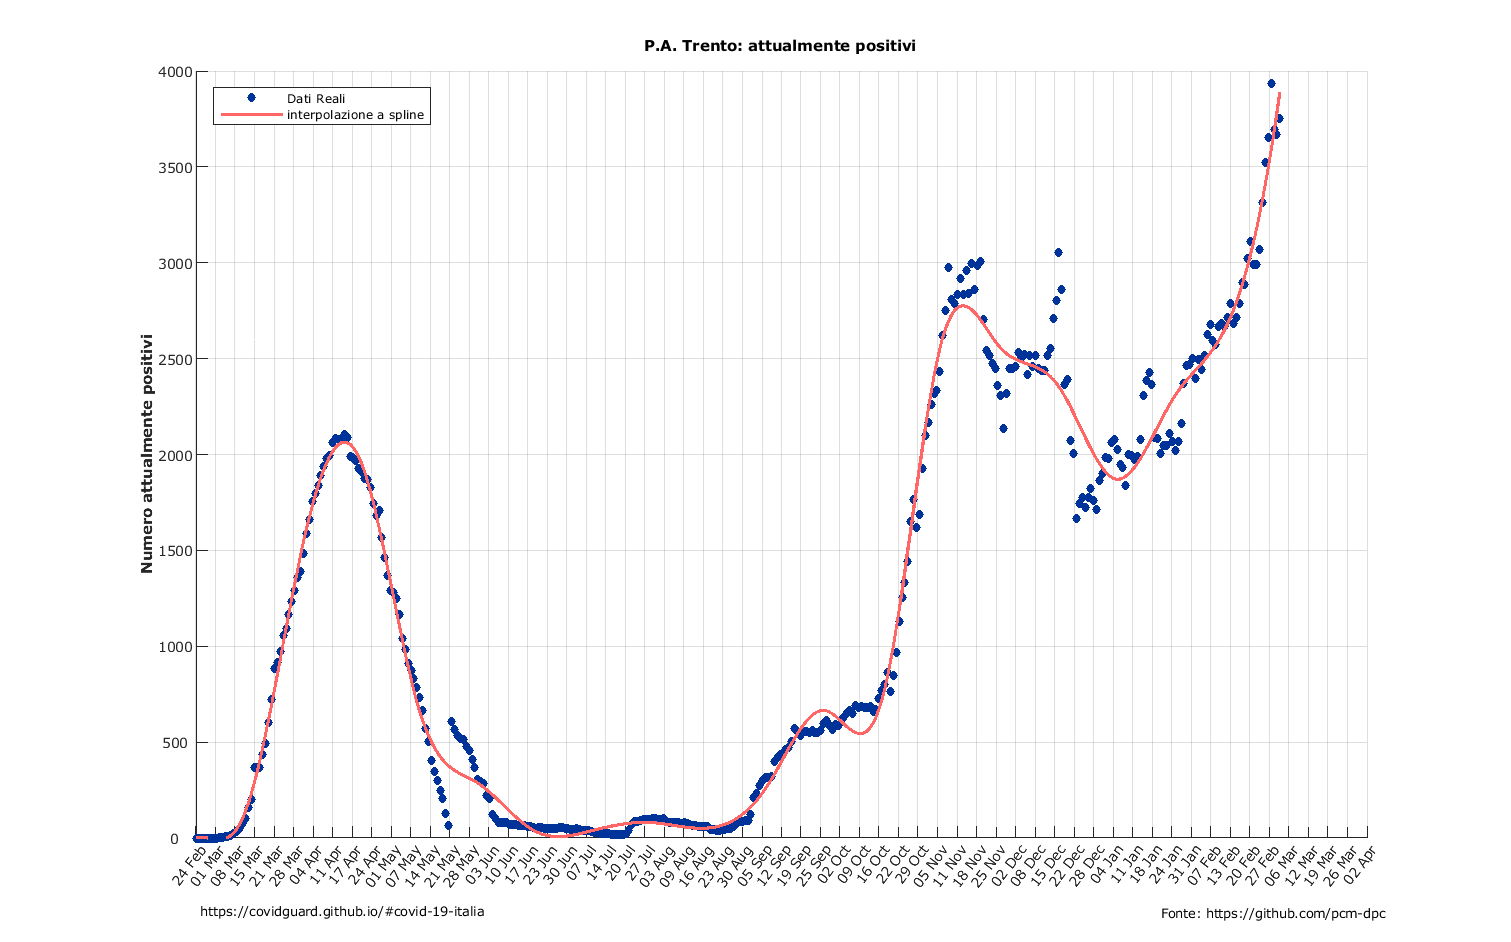 P.A. Trento: attualmente positivi
4000
3500
3000
2500
2000
1500
1000
500
0
Numero attualmente positivi
Dati Reali
interpolazione a spline
24 Feb
01 Mar
08 Mar
15 Mar
21 Mar
28 Mar
04 Apr
11 Apr
17 Apr
24 Apr
01 May
07 May
14 May
21 May
28 May
03 Jun
10 Jun
17 Jun
23 Jun
30 Jun
07 Jul
14 Jul
20 Jul
27 Jul
03 Aug
09 Aug
16 Aug
23 Aug
30 Aug
05 Sep
12 Sep
19 Sep
25 Sep
02 Oct
09 Oct
16 Oct
22 Oct
29 Oct
05 Nov
11 Nov
18 Nov
25 Nov
02 Dec
08 Dec
15 Dec
22 Dec
28 Dec
04 Jan
11 Jan
18 Jan
24 Jan
31 Jan
07 Feb
13 Feb
20 Feb
27 Feb
06 Mar
12 Mar
19 Mar
26 Mar
02 Apr
https://covidguard.github.io/#covid-19-italia
Fonte: https://github.com/pcm-dpc